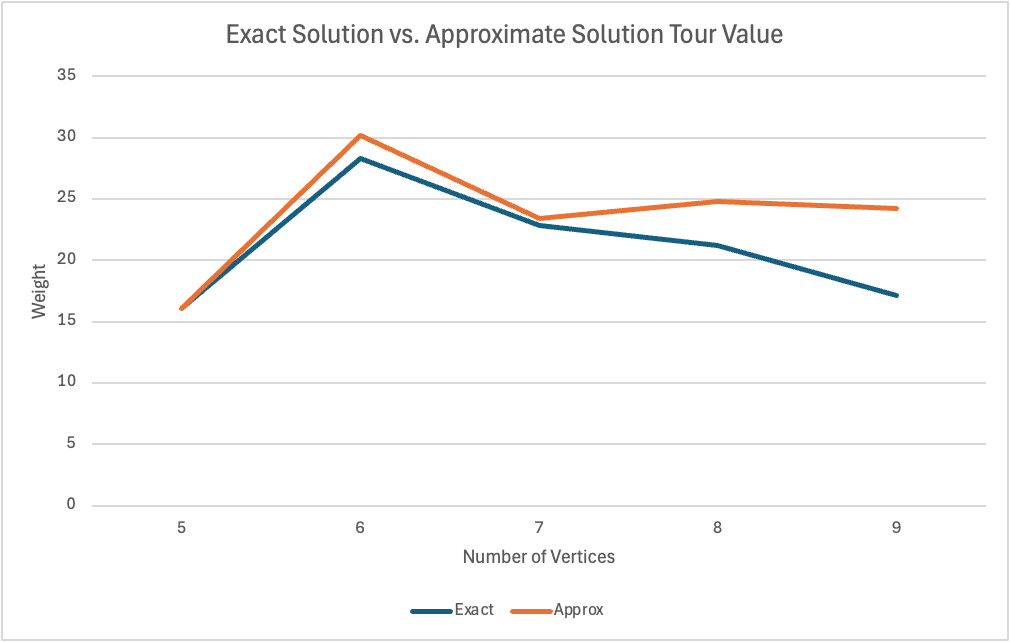 Exact Solution vs. Approximate Solution Tour Value
35
30
25
20
15
10
5
0
Weight
5 6 7 8 9
Number of Vertices
Exact Approx